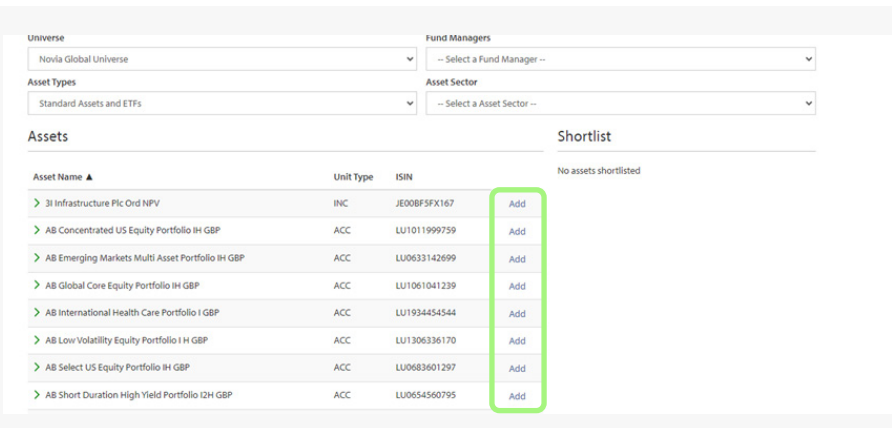 Universe Fund Managers
Novia Global Universe -- Select a Fund Manager --
Asset Types Asset Sector
Standard Assets and ETFs -- Select a Asset Sector --
Assets Shortlist
Asset Name ▲ Unit Type ISIN No assets shortlisted
3I Infrastructure Plc Ord NPV INC JE00BF5FX167 Add
AB Concentrated US Equity Portfolio IH GBP ACC LU1011999759 Add
AB Emerging Markets Multi Asset Portfolio IH GBP ACC LU0633142699 Add
AB Global Core Equity Portfolio IH GBP ACC LU1061041239 Add
AB International Health Care Portfolio I GBP ACC LU1934454544 Add
AB Low Volatility Equity Portfolio I H GBP ACC LU1306336170 Add
AB Select US Equity Portfolio IH GBP ACC LU0683601297 Add
AB Short Duration High Yield Portfolio I2H GBP ACC LU0654560795 Add